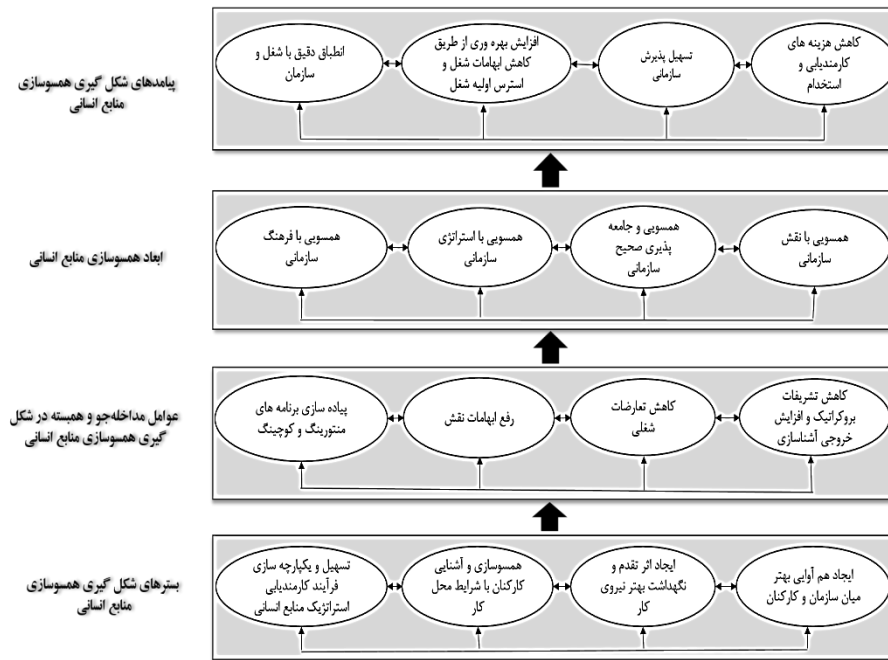 پیامدهای شکل گیری همسوسازی
منابع انسانی
کاهش هزینه های
کارمندیابی و
استخدام
تسهیل پذیرش
سازمانی
افزایش بهره وری از طریق
کاهش ابهامات شغل و
استرس اولیه شغل
انطباق دقیق با شغل و
سازمان
ابعاد همسوسازی منابع انسانی
همسویی با نقش
سازمانی
همسویی و جامعه
پذیری صحیح
سازمانی
همسویی با استراتژی
سازمانی
همسویی با فرهنگ
سازمانی
عوامل مداخله‌جو و همبسته در شکل
گیری همسوسازی منابع انسانی
کاهش تشریفات
بروکراتیک و افزایش
خروجی آشناسازی
کاهش تعارضات
شغلی
رفع ابهامات نقش
پیاده سازی برنامه های
منتورینگ و کوچینگ
بسترهای شکل گیری همسوسازی
منابع انسانی
ایجاد هم آوایی بهتر
میان سازمان و کارکنان
ایجاد اثر تقدم و
نگهداشت بهتر نیروی
کار
همسوسازی و آشنایی
کارکنان با شرایط محل
کار
تسهیل و یکپارچه سازی
فرآیند کارمندیابی
استراتژیک منابع انسانی